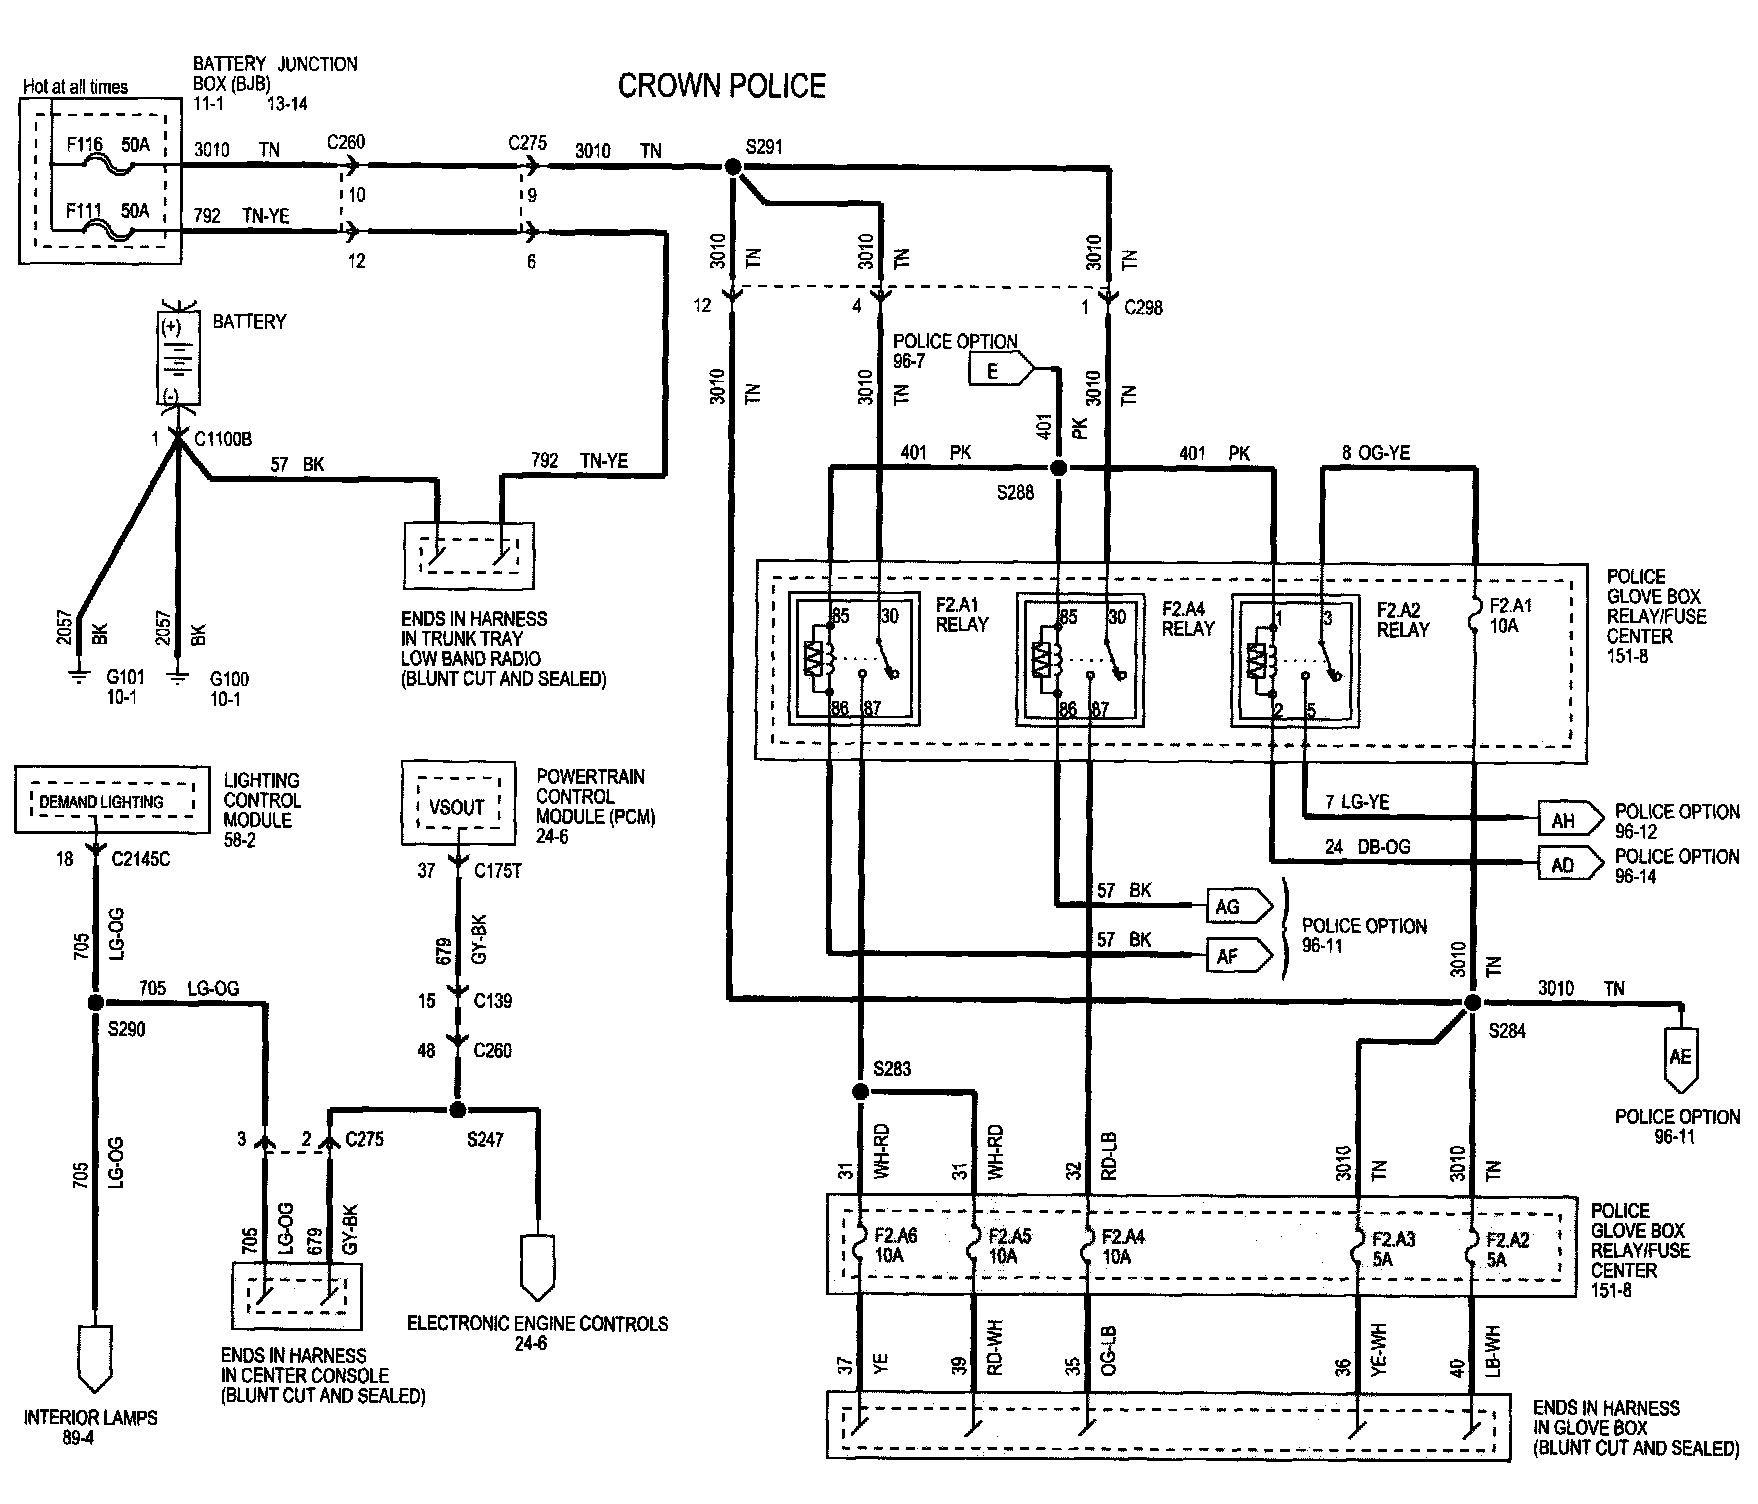 CROWN POLICE
Hot at all times
BATTERY JUNCTION
BOX (BJB)
11-1 13-14
F116 50A
3010 TN
C260
10
C275
9
3010 TN
S291
F111 50A
792 TN-YE
12
6
3010 TN
3010 TN
3010 TN
12
4
1 C298
3010 TN
3010 TN
3010 TN
POLICE OPTION
96-7
E
401 PK
401 PK
401 PK
8 OG-YE
S288
(+)
(-)
BATTERY
1 C1100B
57 BK
792 TN-YE
2057 BK
2057 BK
G101
10-1
G100
10-1
ENDS IN HARNESS
IN TRUNK TRAY
LOW BAND RADIO
(BLUNT CUT AND SEALED)
85 30
86 87
F2.A1
RELAY
85 30
86 87
F2.A4
RELAY
1 3
2 5
F2.A2
RELAY
F2.A1
10A
POLICE
GLOVE BOX
RELAY/FUSE
CENTER
151-8
DEMAND LIGHTING
LIGHTING
CONTROL
MODULE
58-2
18 C2145C
705 LG-OG
705 LG-OG
S290
705 LG-OG
VSOUT
POWERTRAIN
CONTROL
MODULE (PCM)
24-6
37 C175T
679 GY-BK
15 C139
48 C260
S247
3 2 C275
705 LG-OG
679 GY-BK
ENDS IN HARNESS
IN CENTER CONSOLE
(BLUNT CUT AND SEALED)
INTERIOR LAMPS
89-4
ELECTRONIC ENGINE CONTROLS
24-6
7 LG-YE
AH
POLICE OPTION
96-12
24 DB-OG
AD
POLICE OPTION
96-14
57 BK
AG
57 BK
AF
POLICE OPTION
96-11
3010 TN
3010 TN
S284
AE
POLICE OPTION
96-11
S283
31 WH-RD
31 WH-RD
32 RD-LB
3010 TN
3010 TN
F2.A6
10A
F2.A5
10A
F2.A4
10A
F2.A3
5A
F2.A2
5A
POLICE
GLOVE BOX
RELAY/FUSE
CENTER
151-8
37 YE
39 RD-WH
35 OG-LB
36 YE-WH
40 LB-WH
ENDS IN HARNESS
IN GLOVE BOX
(BLUNT CUT AND SEALED)